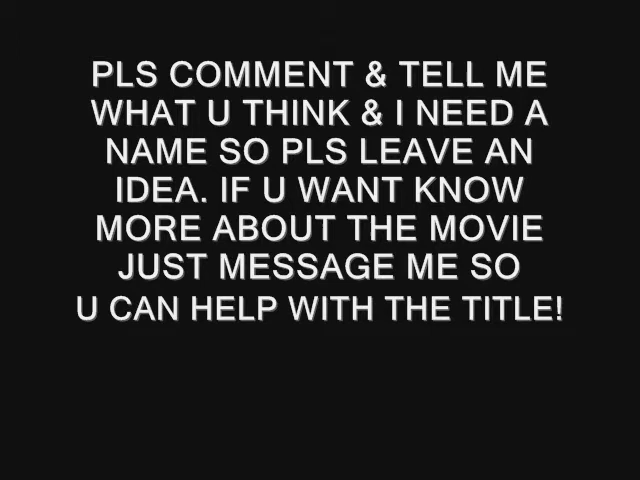 PLS COMMENT & TELL ME
WHAT U THINK & I NEED A
NAME SO PLS LEAVE AN
IDEA. IF U WANT KNOW
MORE ABOUT THE MOVIE
JUST MESSAGE ME SO
U CAN HELP WITH THE TITLE!